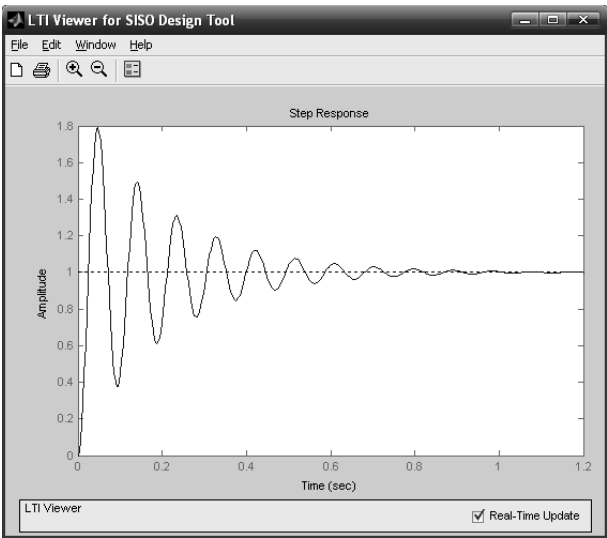 LTI Viewer for SISO Design Tool
File Edit Window Help
Step Response
Amplitude
1.8
1.6
1.4
1.2
1
0.8
0.6
0.4
0.2
0
0 0.2 0.4 0.6 0.8 1 1.2
Time (sec)
LTI Viewer
Real-Time Update